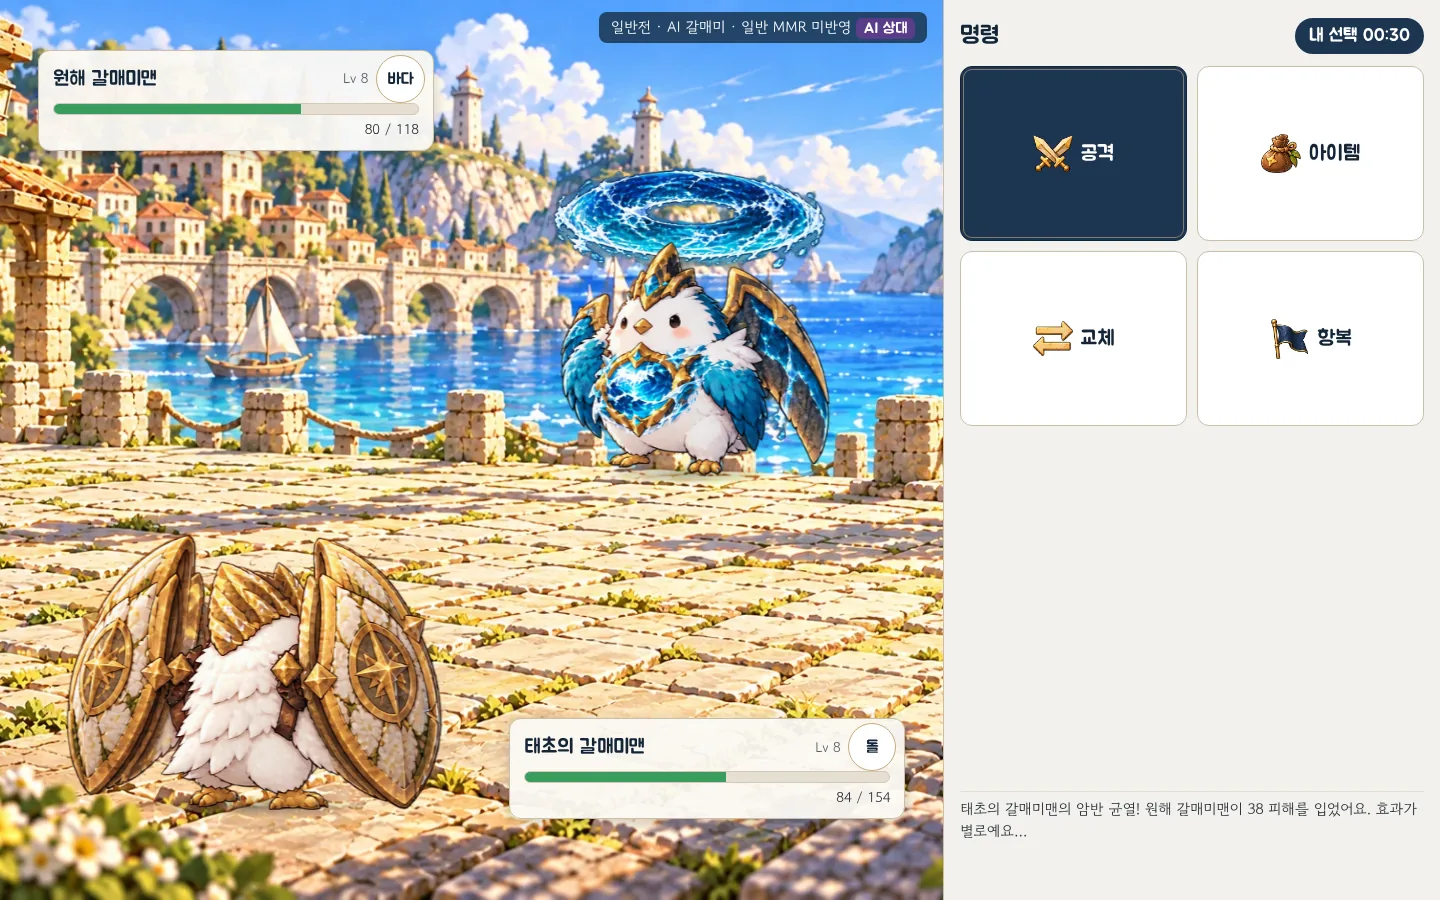 일반전 · AI 갈매미 · 일반 MMR 미반영 AI 상대
원해 갈매미맨 Lv 8 바다
80 / 118
태초의 갈매미맨 Lv 8 돌
84 / 154
명령 내 선택 00:30
공격 아이템
교체 항복
태초의 갈매미맨의 암반 균열! 원해 갈매미맨이 38 피해를 입었어요. 효과가
별로예요...